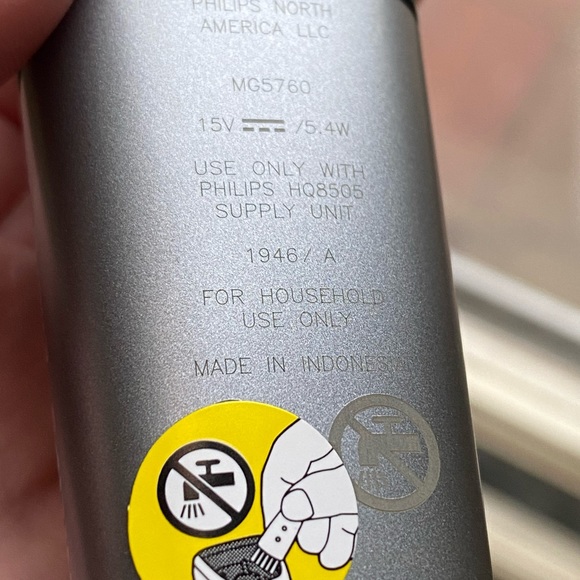 PHILIPS NORTH
AMERICA LLC
MG5760
15V ⎓ /5.4W
USE ONLY WITH
PHILIPS HQ8505
SUPPLY UNIT
1946/ A
FOR HOUSEHOLD
USE ONLY
MADE IN INDONESIA